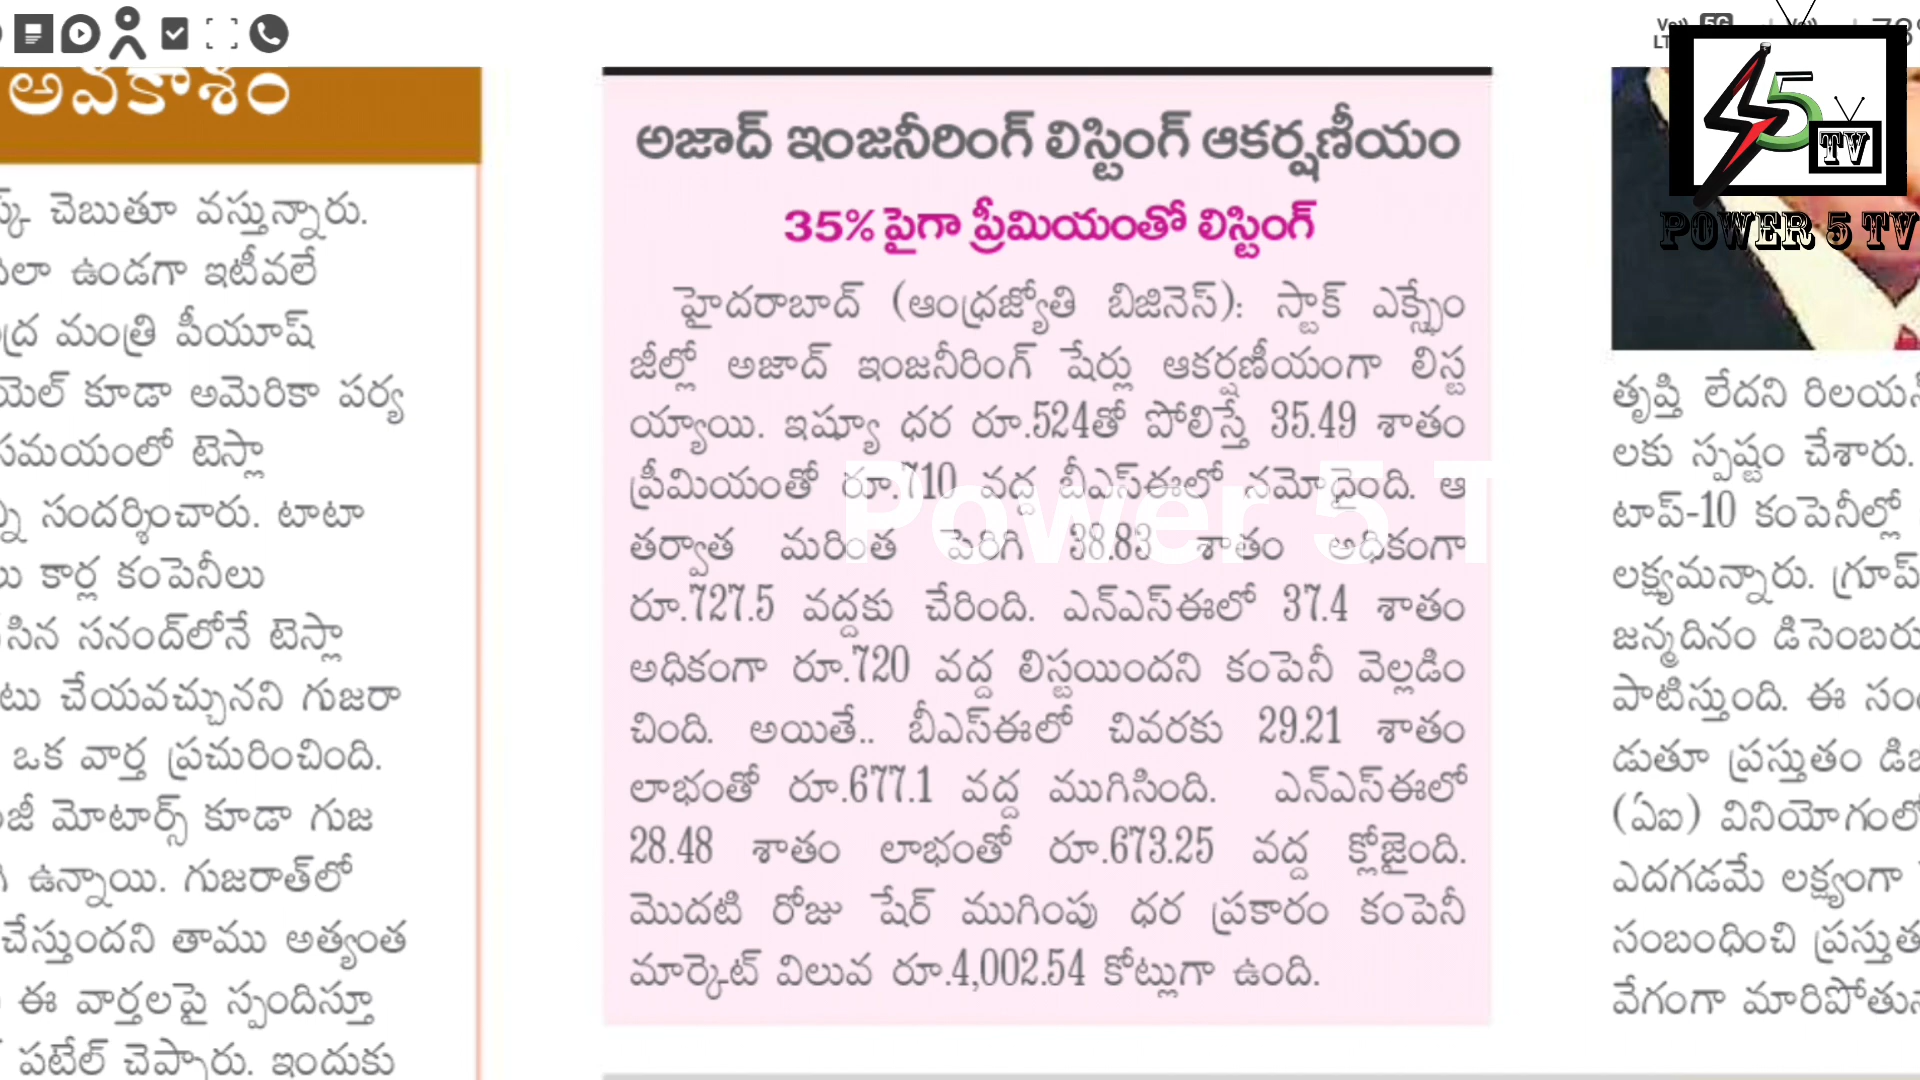 అవకాశం
చెబుతూ వస్తున్నారు.
ఉండగా ఇటీవలే
మంత్రి పీయూష్
కూడా అమెరికా పర్య
సమయంలో టెస్లా
సందర్శించారు. టాటా
కార్ల కంపెనీలు
సనంద్‌లోనే టెస్లా
చేయవచ్చునని గుజరా
ఒక వార్త ప్రచురించింది.
మోటార్స్ కూడా గుజ
ఉన్నాయి. గుజరాత్‌లో
చేస్తుందని తాము అత్యంత
ఈ వార్తలపై స్పందిస్తూ
పటేల్ చెప్పారు. ఇందుకు
అజాద్ ఇంజనీరింగ్ లిస్టింగ్ ఆకర్షణీయం
35% పైగా ప్రీమియంతో లిస్టింగ్
హైదరాబాద్ (ఆంధ్రజ్యోతి బిజినెస్): స్టాక్ ఎక్స్ఛేం
జీల్లో అజాద్ ఇంజనీరింగ్ షేర్లు ఆకర్షణీయంగా లిస్ట
య్యాయి. ఇష్యూ ధర రూ.524తో పోలిస్తే 35.49 శాతం
ప్రీమియంతో రూ.710 వద్ద బీఎస్ఈలో నమోదైంది. ఆ
తర్వాత మరింత పెరిగి 38.83 శాతం అధికంగా
రూ.727.5 వద్దకు చేరింది. ఎన్ఎస్ఈలో 37.4 శాతం
అధికంగా రూ.720 వద్ద లిస్టయిందని కంపెనీ వెల్లడిం
చింది. అయితే.. బీఎస్ఈలో చివరకు 29.21 శాతం
లాభంతో రూ.677.1 వద్ద ముగిసింది. ఎన్ఎస్ఈలో
28.48 శాతం లాభంతో రూ.673.25 వద్ద క్లోజైంది.
మొదటి రోజు షేర్ ముగింపు ధర ప్రకారం కంపెనీ
మార్కెట్ విలువ రూ.4,002.54 కోట్లుగా ఉంది.
Power 5 T
5 TV
POWER 5 TV
తృప్తి లేదని
లకు స్పష్టం చేశారు.
టాప్-10 కంపెనీల్లో
లక్ష్యమన్నారు.
జన్మదినం
పాటిస్తుంది. ఈ
డుతూ ప్రస్తుతం
(ఏఐ)
ఎదగడమే లక్ష్యంగా
సంబంధించి
వేగంగా